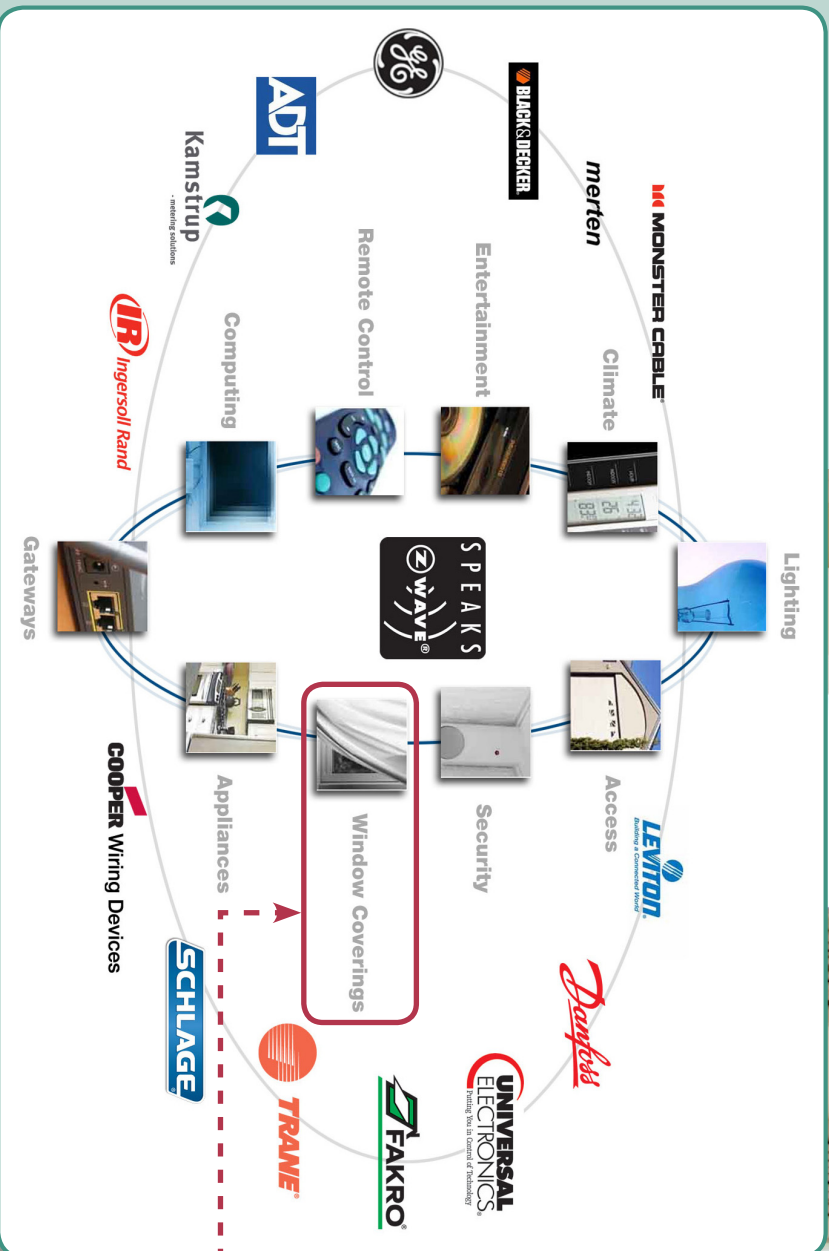 Lighting
Climate
Access
Entertainment
Security
Remote Control
Window Coverings
Computing
Appliances
Gateways
SPEAKS
Z WAVE®
MONSTER CABLE®
merten
BLACK&DECKER®
GE
ADT
Kamstrup
- metering solutions
IR Ingersoll Rand
COOPER Wiring Devices
SCHLAGE®
TRANE®
FAKRO®
UNIVERSAL
ELECTRONICS®
Putting You in Control of Technology
Danfoss
LEVITON®
Building a Connected World